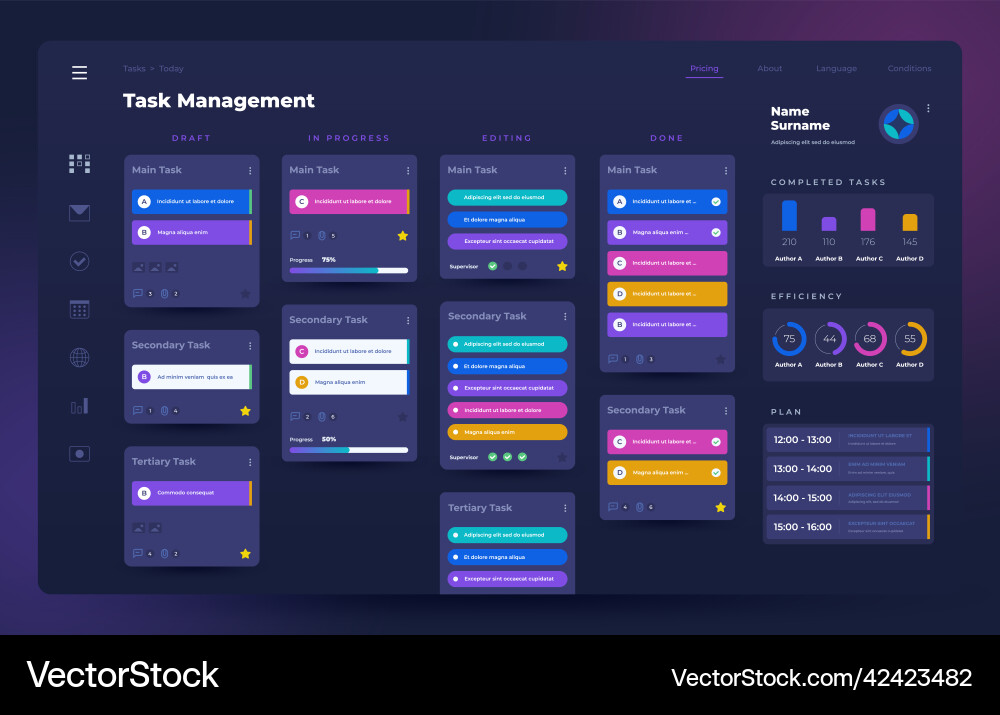 Tasks > Today
Pricing
About
Language
Conditions
Task Management
DRAFT
Main Task
A Incididunt ut labore et dolore
B Magna aliqua enim
3 2
Secondary Task
B Ad minim veniam quis ex ea
1 4
Tertiary Task
B Commodo consequat
4 2
IN PROGRESS
Main Task
C Incididunt ut labore et dolore
1 5
Progress 75%
Secondary Task
C Incididunt ut labore et dolore
D Magna aliqua enim
2 6
Progress 50%
EDITING
Main Task
Adipiscing elit sed do eiusmod
Et dolore magna aliqua
Excepteur sint occaecat cupidatat
Supervisor
Secondary Task
Adipiscing elit sed do eiusmod
Et dolore magna aliqua
Excepteur sint occaecat cupidatat
Incididunt ut labore et dolore
Magna aliqua enim
Supervisor
Tertiary Task
Adipiscing elit sed do eiusmod
Et dolore magna aliqua
Excepteur sint occaecat cupidatat
DONE
Main Task
A Incididunt ut labore et ...
B Magna aliqua enim ...
C Incididunt ut labore et ...
D Incididunt ut labore et ...
B Incididunt ut labore et ...
1 3
Secondary Task
C Incididunt ut labore et ...
D Magna aliqua enim ...
4 6
Name
Surname
Adipiscing elit sed do eiusmod
COMPLETED TASKS
210 110 176 145
Author A Author B Author C Author D
EFFICIENCY
75 44 68 55
Author A Author B Author C Author D
PLAN
12:00 - 13:00
INCIDIDUNT UT LABORE ET
13:00 - 14:00
ENIM AD MINIM VENIAM
14:00 - 15:00
ADIPISCING ELIT EIUSMOD
15:00 - 16:00
EXCEPTEUR SINT OCCAECAT
VectorStock
VectorStock.com/42423482